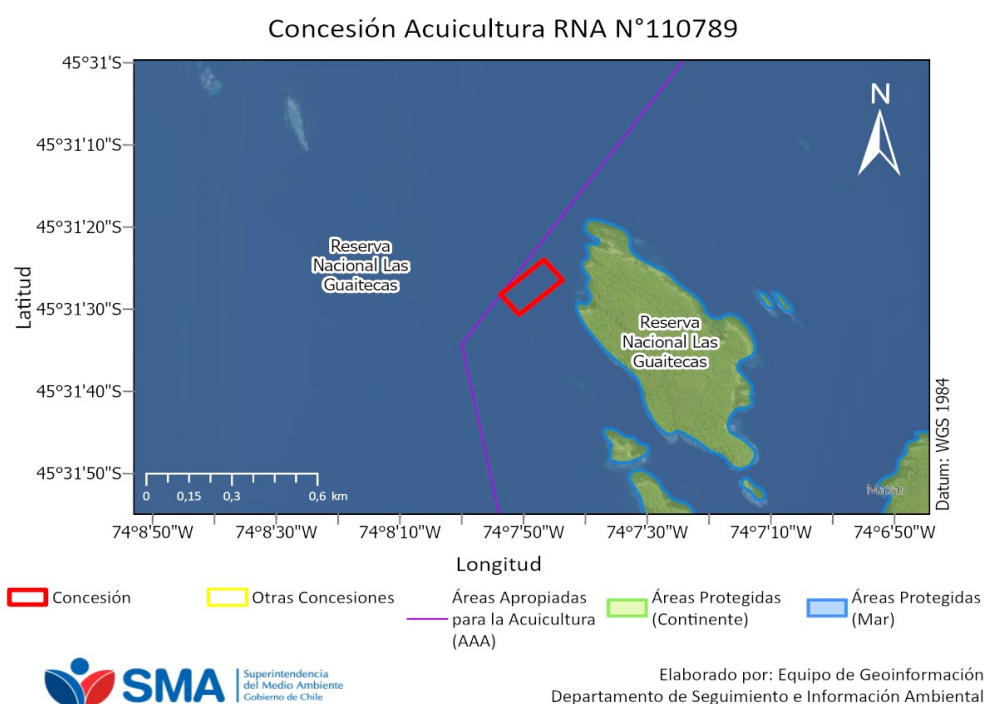 Concesión Acuicultura RNA N°110789
45°31'S
45°31'10"S
45°31'20"S
45°31'30"S
45°31'40"S
45°31'50"S
Latitud
N
Reserva
Nacional Las
Guaitecas
Reserva
Nacional Las
Guaitecas
Datum: WGS 1984
0 0,15 0,3 0,6 km
74°8'50"W 74°8'30"W 74°8'10"W 74°7'50"W 74°7'30"W 74°7'10"W 74°6'50"W
Longitud
Concesión
Otras Concesiones
Áreas Apropiadas
para la Acuicultura
(AAA)
Áreas Protegidas
(Continente)
Áreas Protegidas
(Mar)
SMA
Superintendencia
del Medio Ambiente
Gobierno de Chile
Elaborado por: Equipo de Geoinformación
Departamento de Seguimiento e Información Ambiental